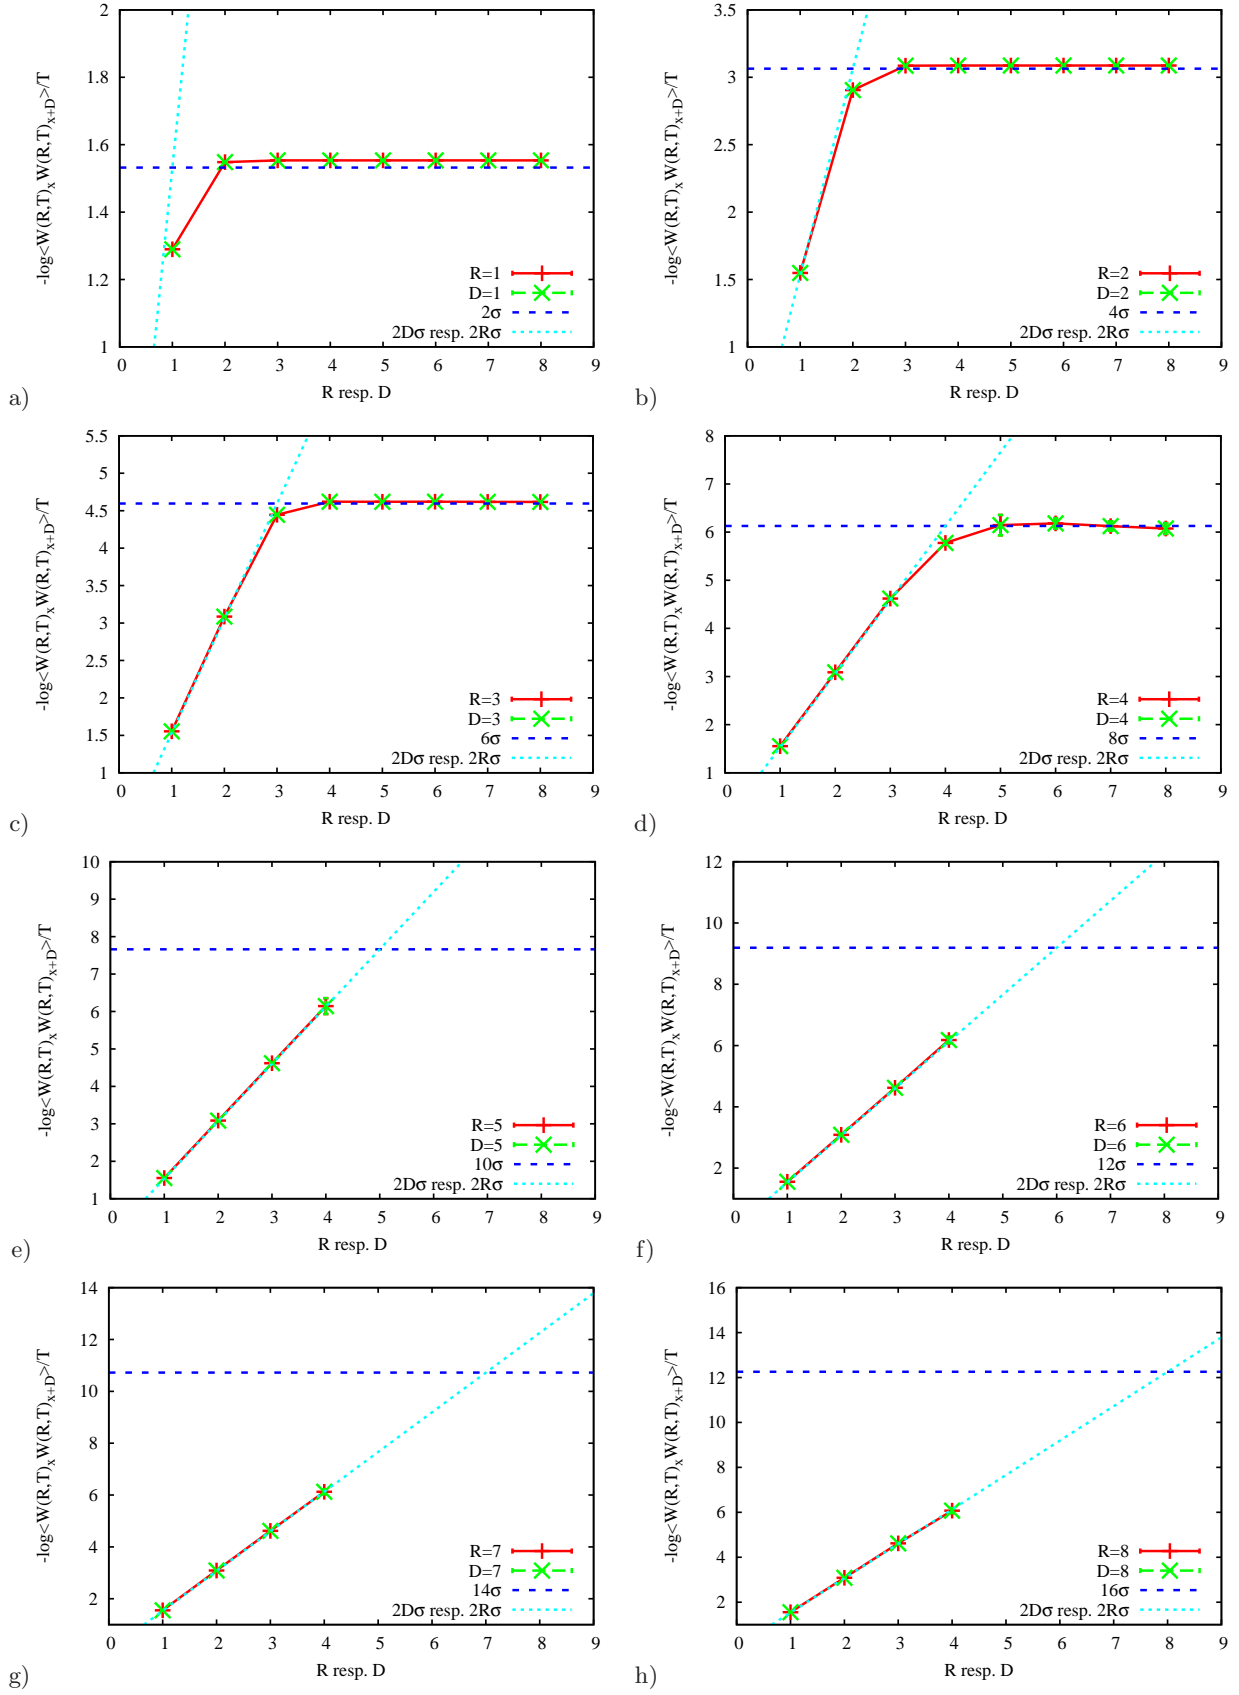 2
1.8
1.6
1.4
1.2
1
0 1 2 3 4 5 6 7 8 9
-log<W(R,T)ₓW(R,T)ₓ₊D>/T
R resp. D
R=1
D=1
2σ
2Dσ resp. 2Rσ
a)
3.5
3
2.5
2
1.5
1
0 1 2 3 4 5 6 7 8 9
-log<W(R,T)ₓW(R,T)ₓ₊D>/T
R resp. D
R=2
D=2
4σ
2Dσ resp. 2Rσ
b)
5.5
5
4.5
4
3.5
3
2.5
2
1.5
1
0 1 2 3 4 5 6 7 8 9
-log<W(R,T)ₓW(R,T)ₓ₊D>/T
R resp. D
R=3
D=3
6σ
2Dσ resp. 2Rσ
c)
8
7
6
5
4
3
2
1
0 1 2 3 4 5 6 7 8 9
-log<W(R,T)ₓW(R,T)ₓ₊D>/T
R resp. D
R=4
D=4
8σ
2Dσ resp. 2Rσ
d)
10
9
8
7
6
5
4
3
2
1
0 1 2 3 4 5 6 7 8 9
-log<W(R,T)ₓW(R,T)ₓ₊D>/T
R resp. D
R=5
D=5
10σ
2Dσ resp. 2Rσ
e)
12
10
8
6
4
2
0 1 2 3 4 5 6 7 8 9
-log<W(R,T)ₓW(R,T)ₓ₊D>/T
R resp. D
R=6
D=6
12σ
2Dσ resp. 2Rσ
f)
14
12
10
8
6
4
2
0 1 2 3 4 5 6 7 8 9
-log<W(R,T)ₓW(R,T)ₓ₊D>/T
R resp. D
R=7
D=7
14σ
2Dσ resp. 2Rσ
g)
16
14
12
10
8
6
4
2
0 1 2 3 4 5 6 7 8 9
-log<W(R,T)ₓW(R,T)ₓ₊D>/T
R resp. D
R=8
D=8
16σ
2Dσ resp. 2Rσ
h)